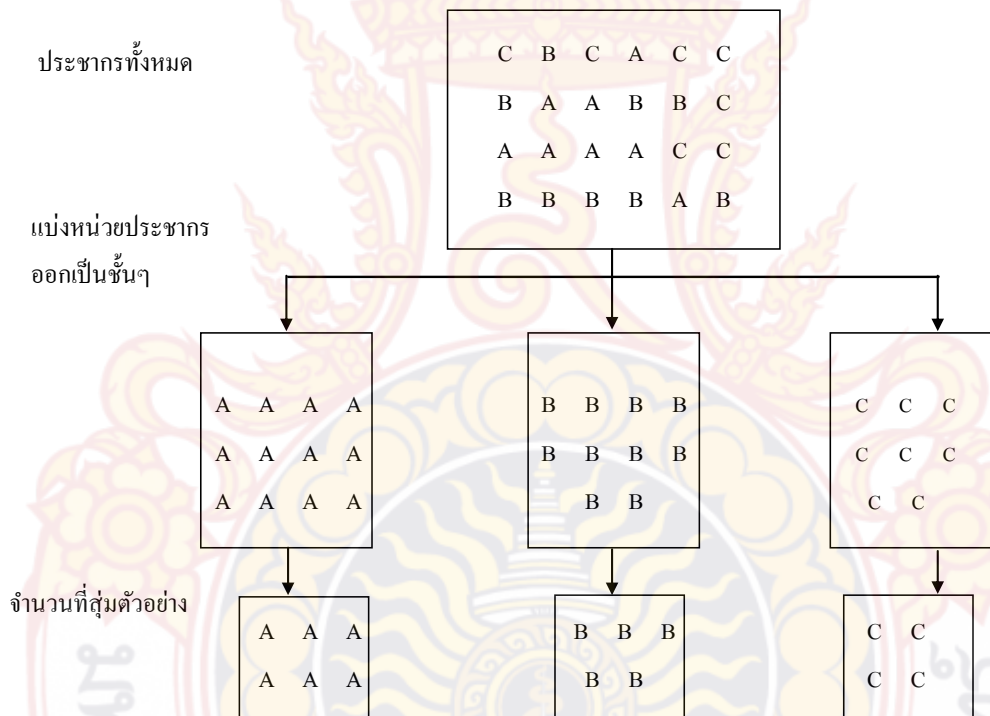 ประชากรทั้งหมด
C B C A C C
B A A B B C
A A A A C C
B B B B A B
แบ่งหน่วยประชากร
ออกเป็นชั้นๆ
A A A A
A A A A
A A A A
B B B B
B B B B
B B
C C C
C C C
C C
จำนวนที่สุ่มตัวอย่าง
A A A
A A A
B B B
B B
C C
C C